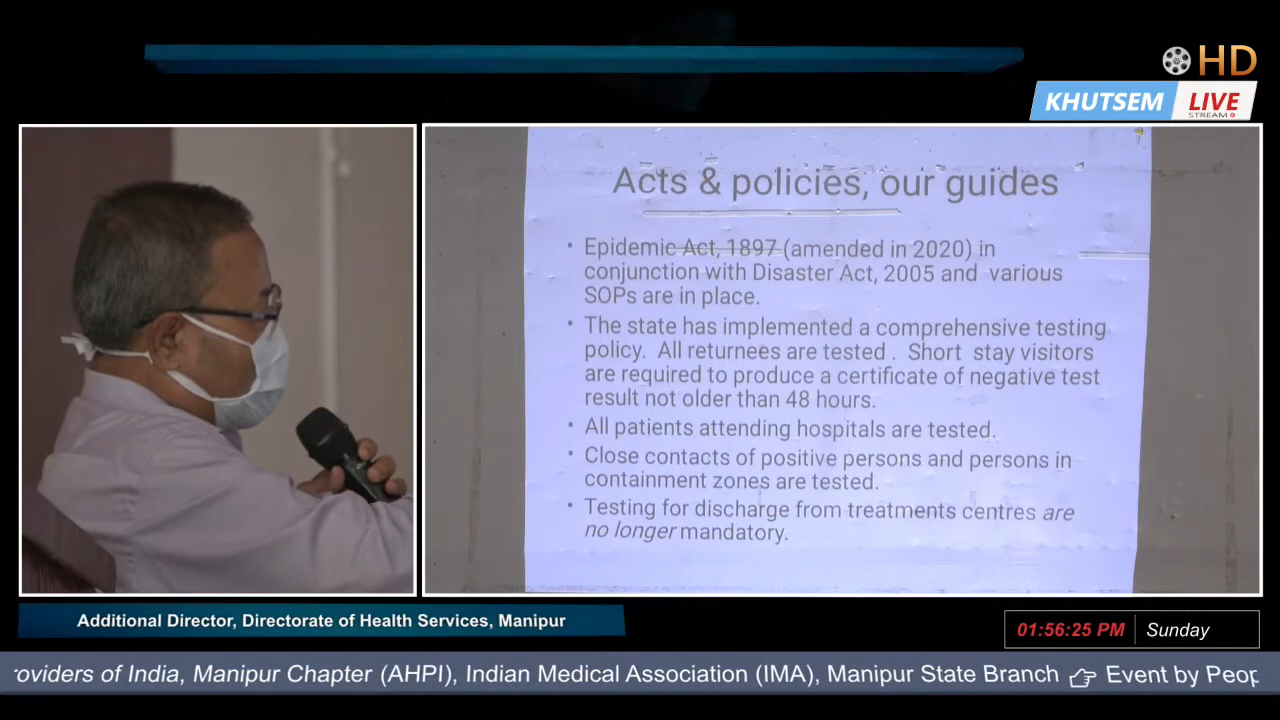 HD
KHUTSEM LIVE
STREAM
Acts & policies, our guides
• Epidemic Act, 1897 (amended in 2020) in
conjunction with Disaster Act, 2005 and various
SOPs are in place.
• The state has implemented a comprehensive testing
policy. All returnees are tested . Short stay visitors
are required to produce a certificate of negative test
result not older than 48 hours.
• All patients attending hospitals are tested.
• Close contacts of positive persons and persons in
containment zones are tested.
• Testing for discharge from treatments centres are
no longer mandatory.
Additional Director, Directorate of Health Services, Manipur
01:56:25 PM Sunday
oviders of India, Manipur Chapter (AHPI), Indian Medical Association (IMA), Manipur State Branch Event by Peop